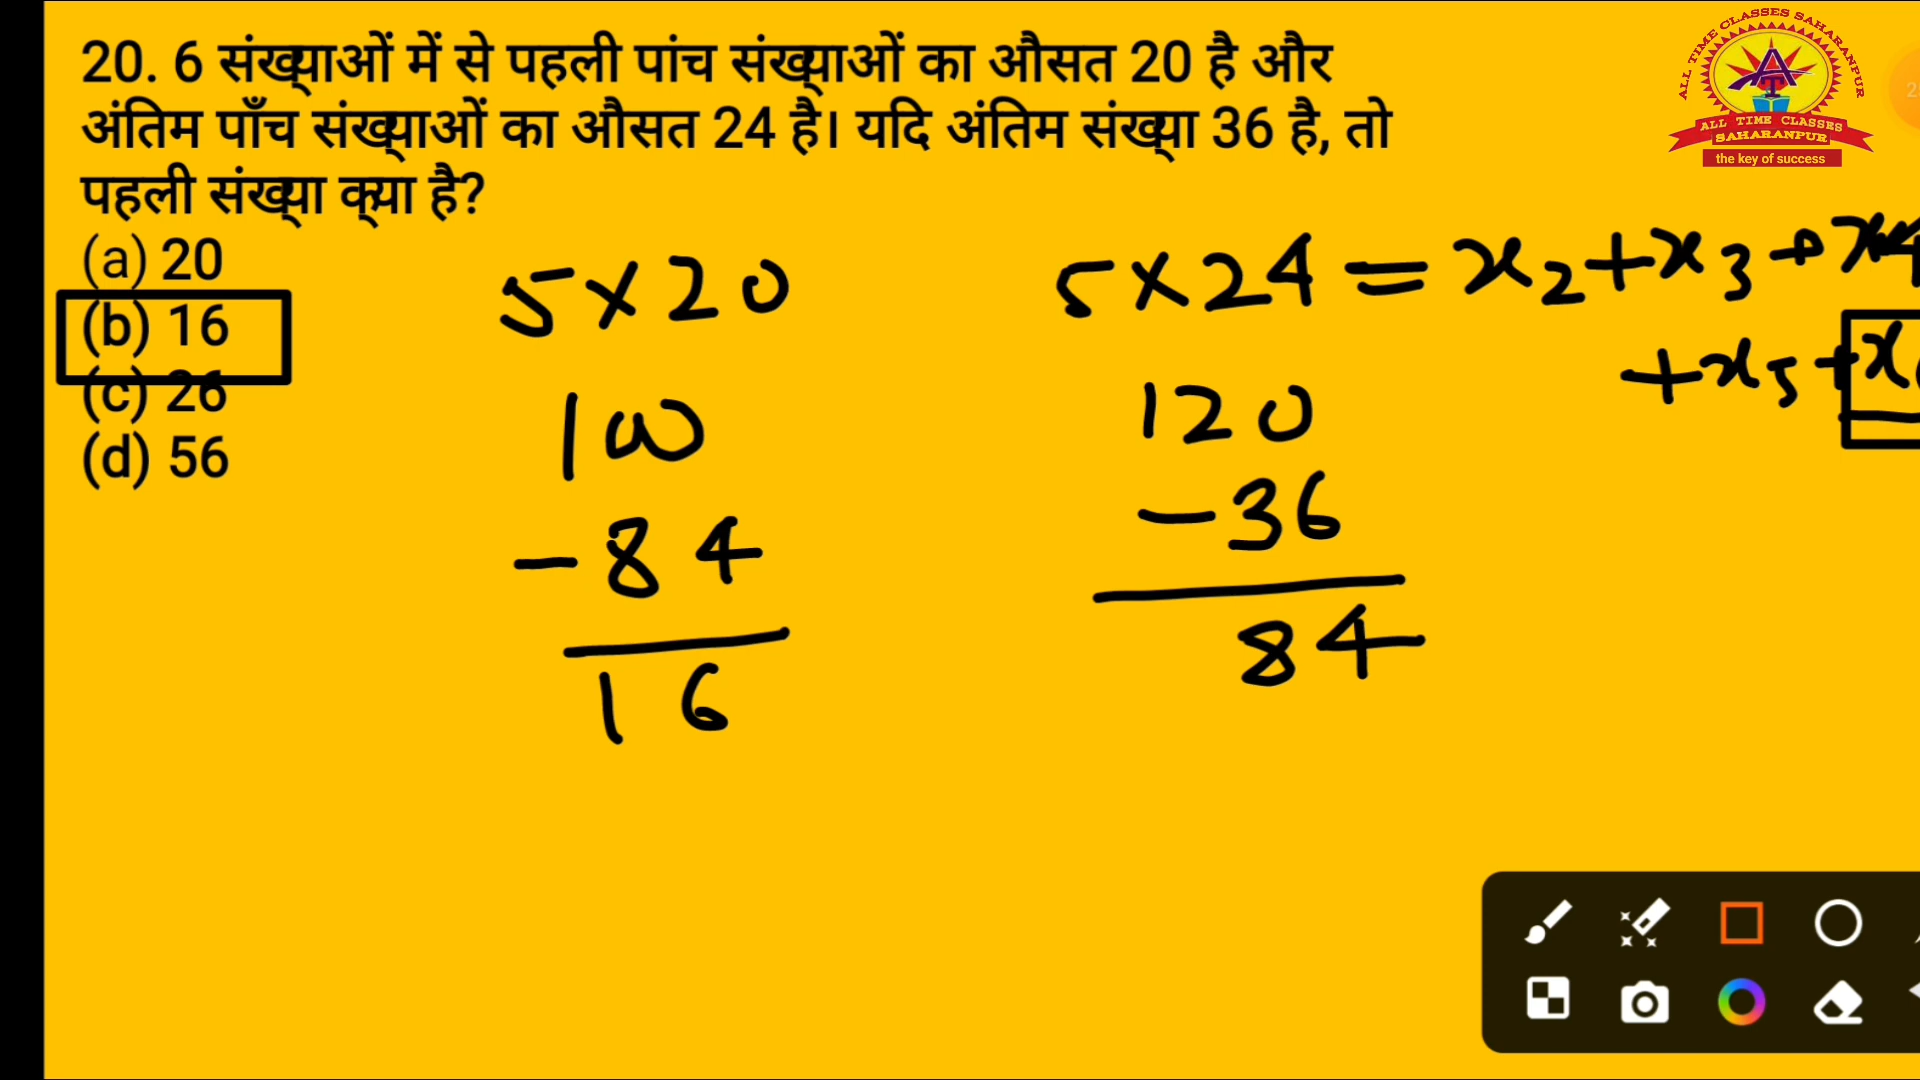 20. 6 संख्याओं में से पहली पांच संख्याओं का औसत 20 है और
अंतिम पाँच संख्याओं का औसत 24 है। यदि अंतिम संख्या 36 है, तो
पहली संख्या क्या है?
(a) 20
(b) 16
(c) 26
(d) 56
5 x 20
100
- 84
16
5 x 24 = x2 + x3 + x4
+ x5 + x
120
- 36
84
ALL TIME CLASSES SAHARANPUR
AT
ALL TIME CLASSES
SAHARANPUR
the key of success